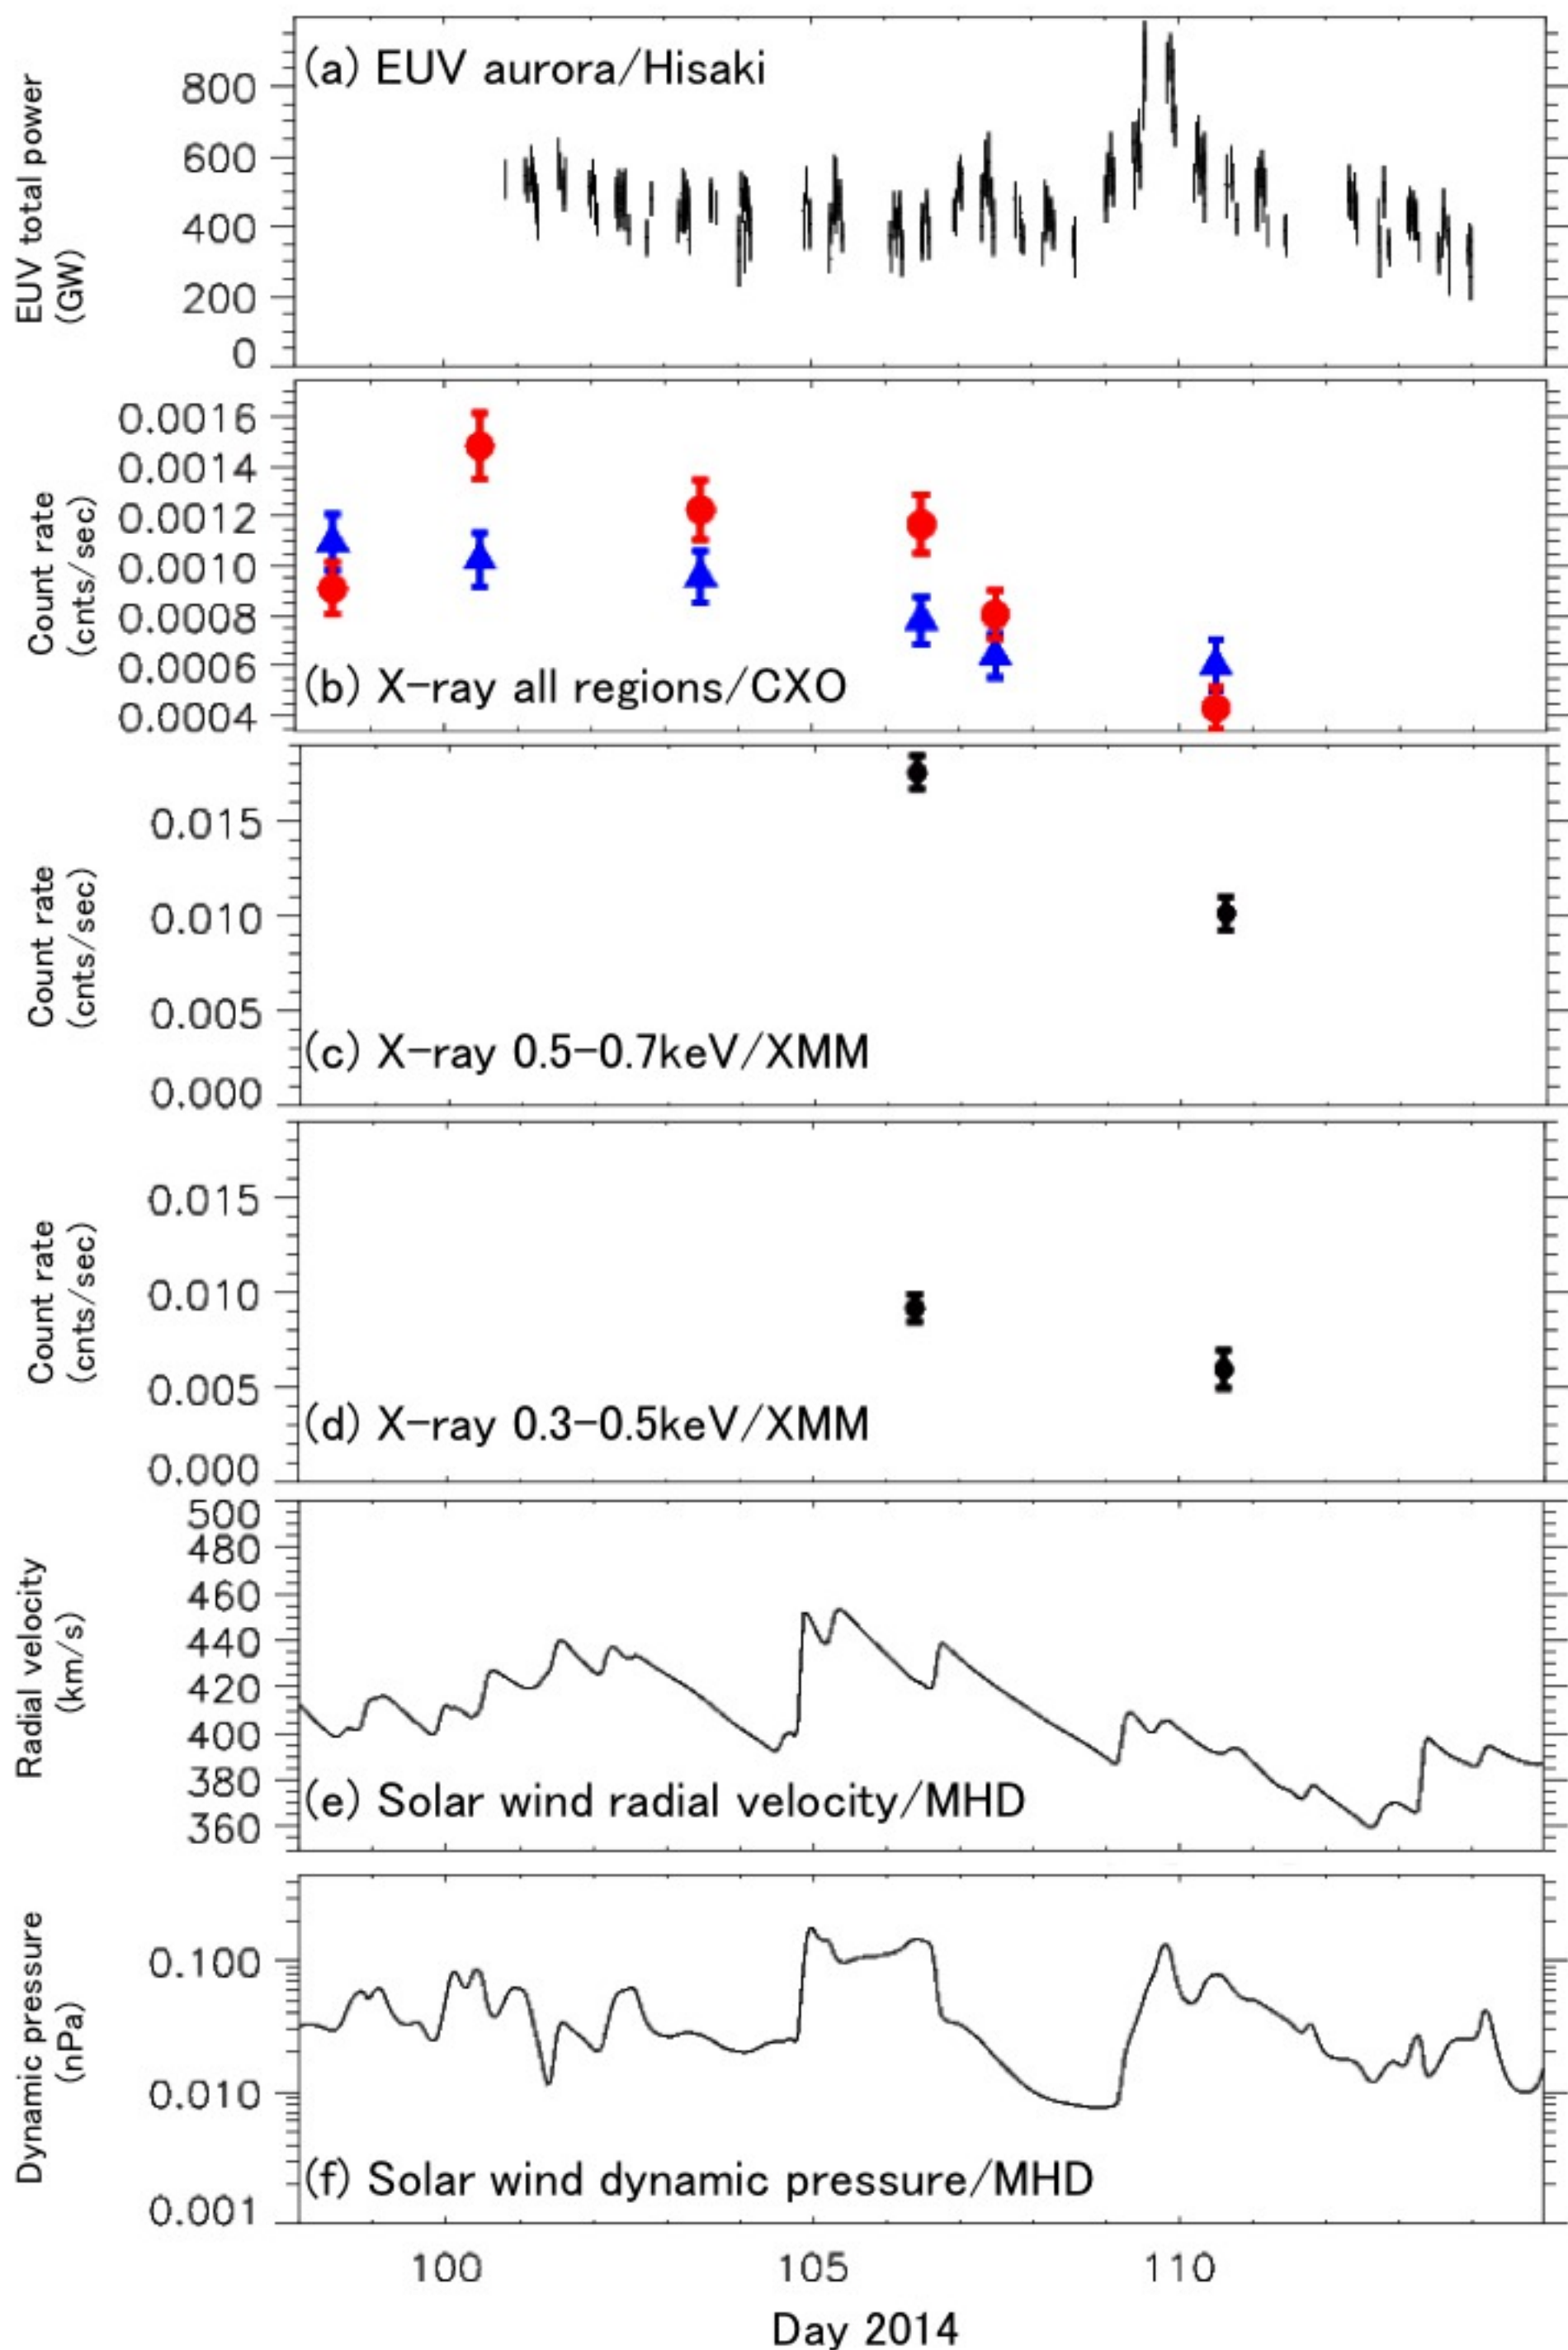 (a) EUV aurora/Hisaki
EUV total power
(GW)
800
600
400
200
0
(b) X-ray all regions/CXO
Count rate
(cnts/sec)
0.0016
0.0014
0.0012
0.0010
0.0008
0.0006
0.0004
(c) X-ray 0.5-0.7keV/XMM
Count rate
(cnts/sec)
0.015
0.010
0.005
0.000
(d) X-ray 0.3-0.5keV/XMM
Count rate
(cnts/sec)
0.015
0.010
0.005
0.000
(e) Solar wind radial velocity/MHD
Radial velocity
(km/s)
500
480
460
440
420
400
380
360
(f) Solar wind dynamic pressure/MHD
Dynamic pressure
(nPa)
0.100
0.010
0.001
100
105
110
Day 2014